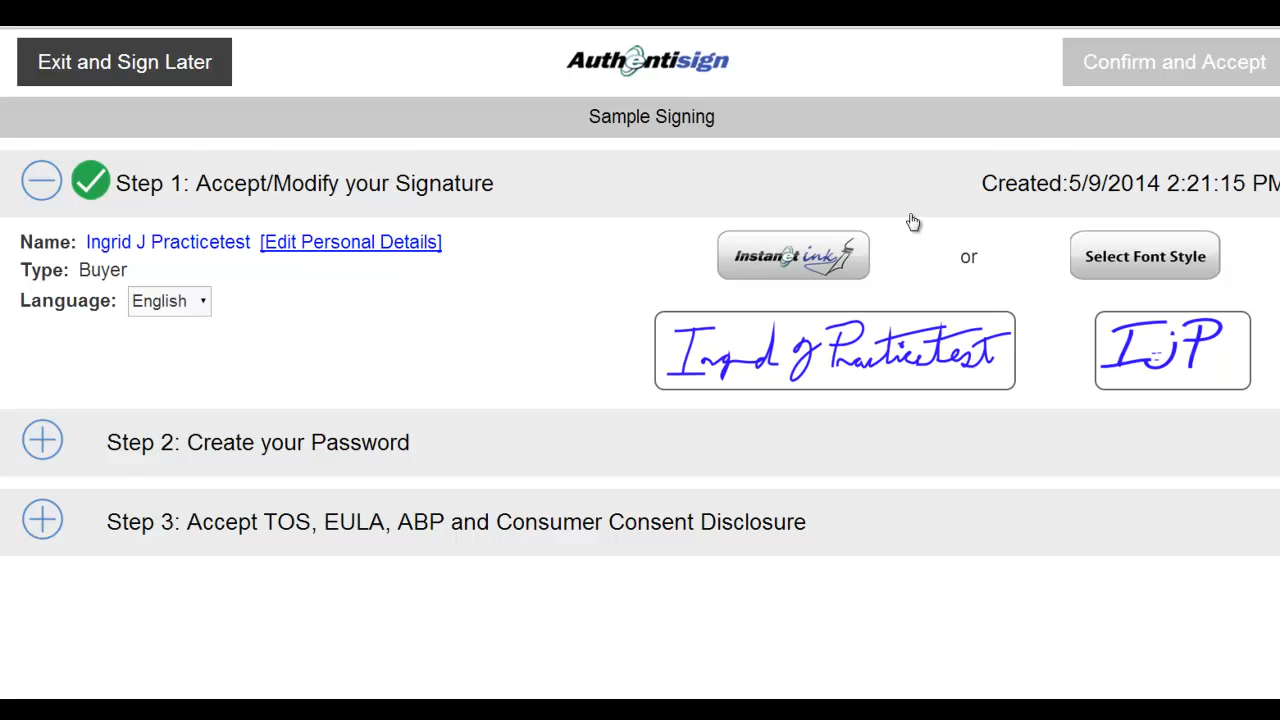 Exit and Sign Later
Authentisign
Confirm and Accept
Sample Signing
Step 1: Accept/Modify your Signature
Created:5/9/2014 2:21:15 PM
Name: Ingrid J Practicetest [Edit Personal Details]
Type: Buyer
Language: English
Instanet ink
or
Select Font Style
Ingrid J Practicetest
IJP
Step 2: Create your Password
Step 3: Accept TOS, EULA, ABP and Consumer Consent Disclosure